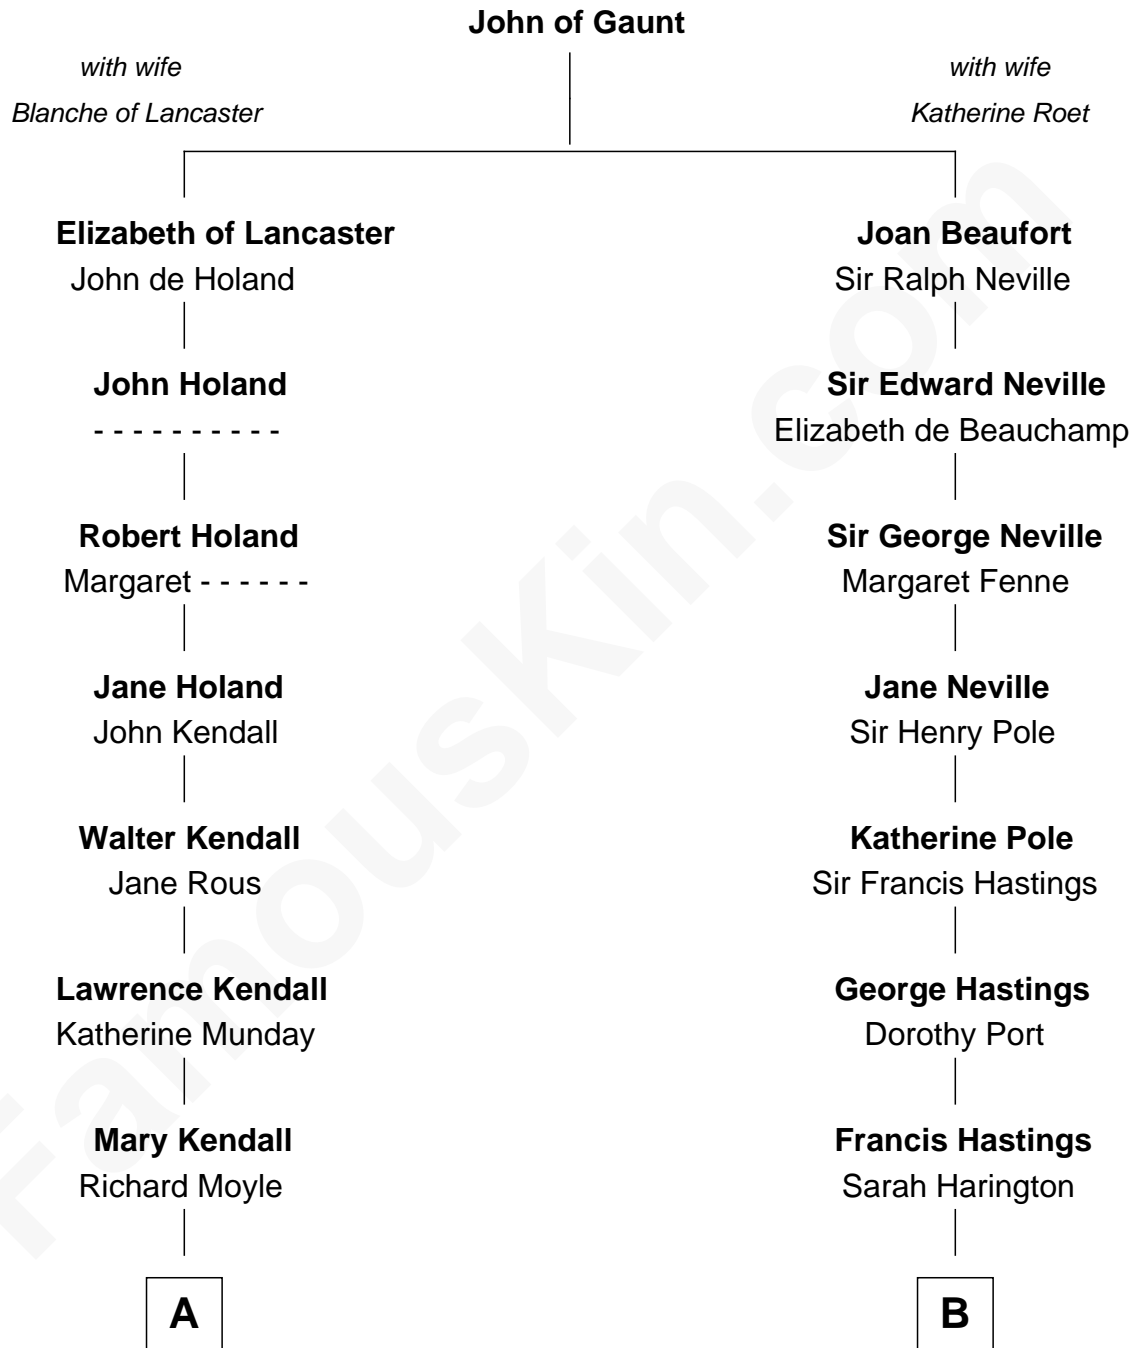 John of Gaunt
with wife
Blanche of Lancaster
with wife
Katherine Roet
Elizabeth of Lancaster
John de Holand
Joan Beaufort
Sir Ralph Neville
John Holand
- - - - - - - - - -
Sir Edward Neville
Elizabeth de Beauchamp
Robert Holand
Margaret - - - - - -
Sir George Neville
Margaret Fenne
Jane Holand
John Kendall
Jane Neville
Sir Henry Pole
Walter Kendall
Jane Rous
Katherine Pole
Sir Francis Hastings
Lawrence Kendall
Katherine Munday
George Hastings
Dorothy Port
Mary Kendall
Richard Moyle
Francis Hastings
Sarah Harington
A
B
FamousKin.com